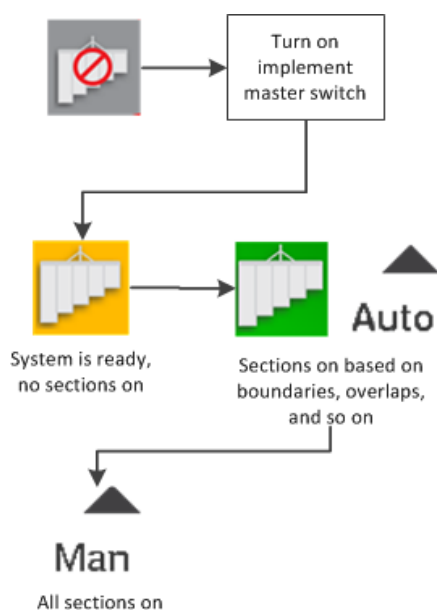 Turn on
implement
master switch
Auto
System is ready,
no sections on
Sections on based on
boundaries, overlaps,
and so on
Man
All sections on